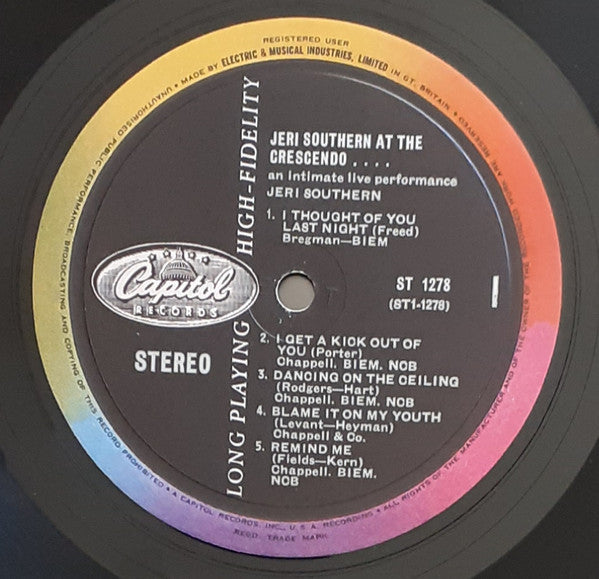 REGISTERED USER
• MADE BY ELECTRIC & MUSICAL INDUSTRIES, LIMITED IN GT. BRITAIN •
ALL RIGHTS OF THE MANUFACTURER AND OF THE OWNER OF THE RECORDED WORK ARE RESERVED
UNAUTHORISED PUBLIC PERFORMANCE, BROADCASTING AND COPYING OF THIS RECORD PROHIBITED •
A CAPITOL RECORDS, INC., U.S.A. RECORDING •
REGD. TRADE MARK
LONG PLAYING HIGH-FIDELITY
JERI SOUTHERN AT THE
CRESCENDO . . . .
an intimate live performance
JERI SOUTHERN
1. I THOUGHT OF YOU
LAST NIGHT (Freed)
Bregman—BIEM
Capitol
RECORDS
STEREO
ST 1278
(ST1-1278)
1
2. I GET A KICK OUT OF
YOU (Porter)
Chappell. BIEM. NCB
3. DANCING ON THE CEILING
(Rodgers—Hart)
Chappell. BIEM. NCB
4. BLAME IT ON MY YOUTH
(Levant—Heyman)
Chappell & Co.
5. REMIND ME
(Fields—Kern)
Chappell. BIEM.
NCB